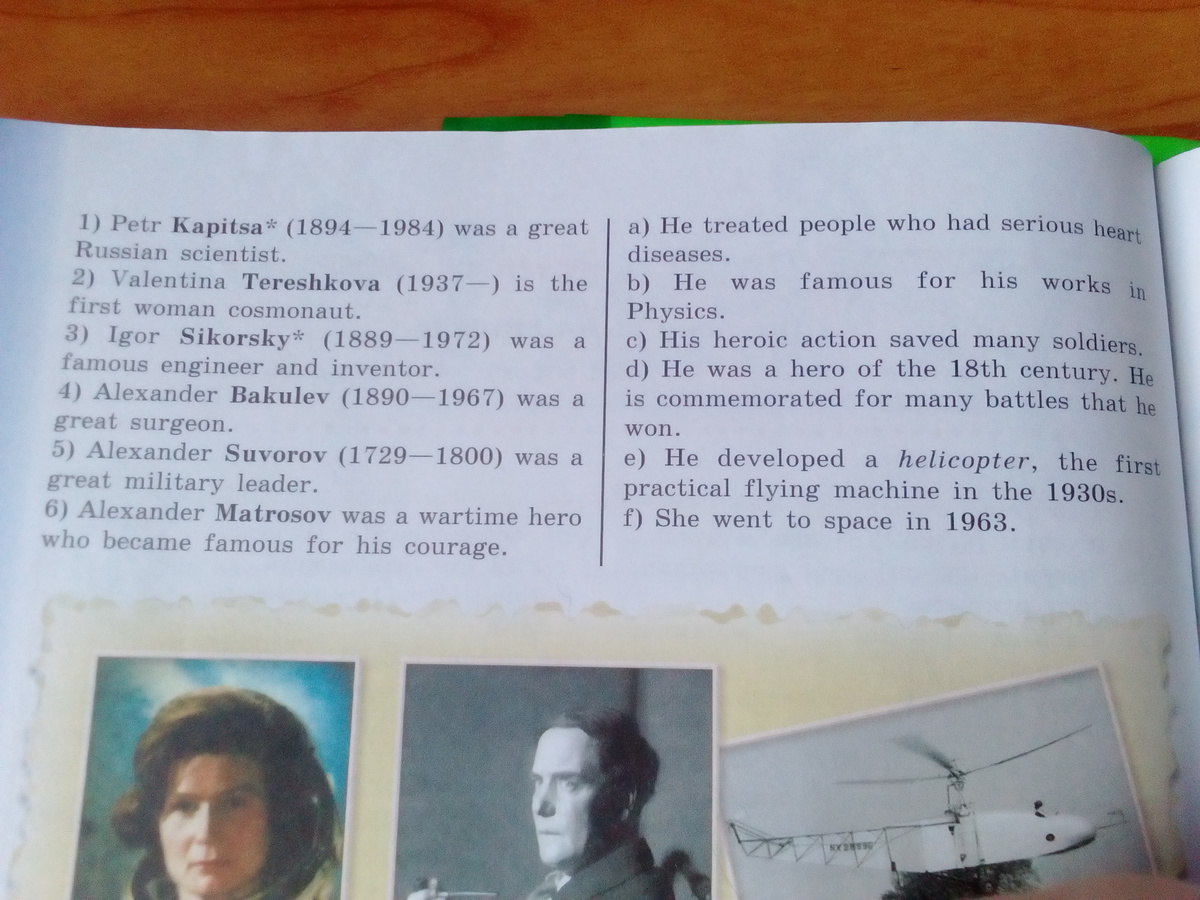 1) Petr Kapitsa* (1894—1984) was a great
Russian scientist.
2) Valentina Tereshkova (1937—) is the
first woman cosmonaut.
3) Igor Sikorsky* (1889—1972) was a
famous engineer and inventor.
4) Alexander Bakulev (1890—1967) was a
great surgeon.
5) Alexander Suvorov (1729—1800) was a
great military leader.
6) Alexander Matrosov was a wartime hero
who became famous for his courage.
a) He treated people who had serious heart
diseases.
b) He was famous for his works in
Physics.
c) His heroic action saved many soldiers.
d) He was a hero of the 18th century. He
is commemorated for many battles that he
won.
e) He developed a helicopter, the first
practical flying machine in the 1930s.
f) She went to space in 1963.